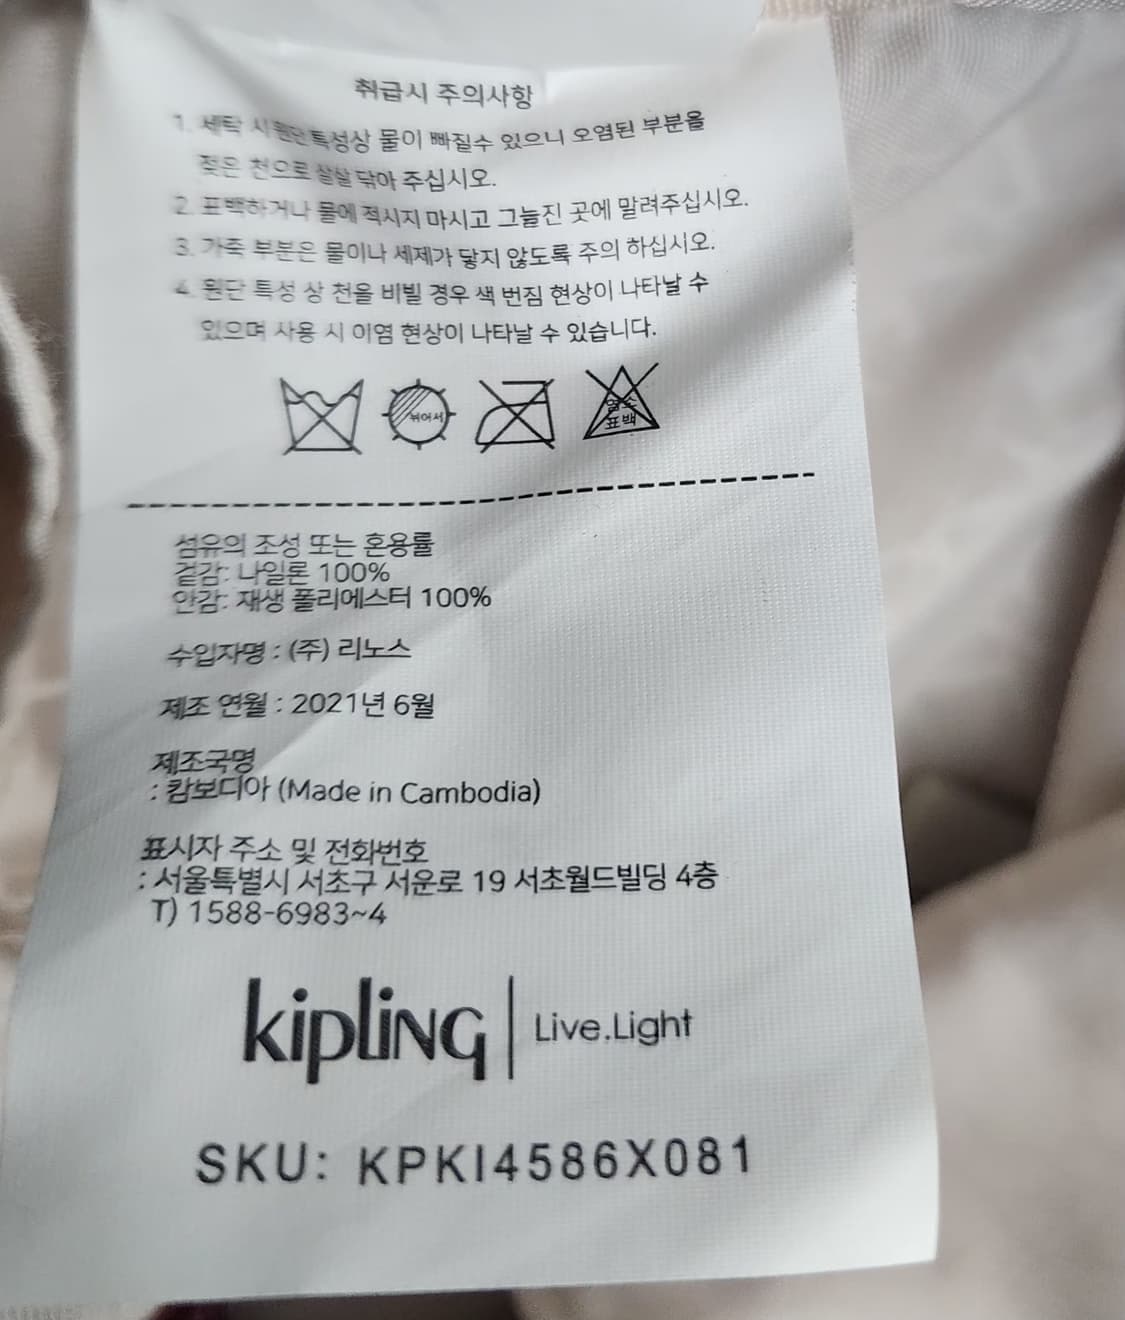 취급시 주의사항
1. 세탁 시 원단 특성상 물이 빠질수 있으니 오염된 부분을
젖은 천으로 살살 닦아 주십시오.
2. 표백하거나 물에 적시지 마시고 그늘진 곳에 말려주십시오.
3. 가죽 부분은 물이나 세제가 닿지 않도록 주의 하십시오.
4. 원단 특성 상 천을 비빌 경우 색 번짐 현상이 나타날 수
있으며 사용 시 이염 현상이 나타날 수 있습니다.
뉘어서
염소
표백
섬유의 조성 또는 혼용률
겉감: 나일론 100%
안감: 재생 폴리에스터 100%
수입자명 : (주) 리노스
제조 연월 : 2021년 6월
제조국명
: 캄보디아 (Made in Cambodia)
표시자 주소 및 전화번호
: 서울특별시 서초구 서운로 19 서초월드빌딩 4층
T) 1588-6983~4
kipling | Live.Light
SKU: KPKI4586X081